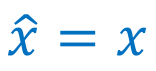 x̂ = x